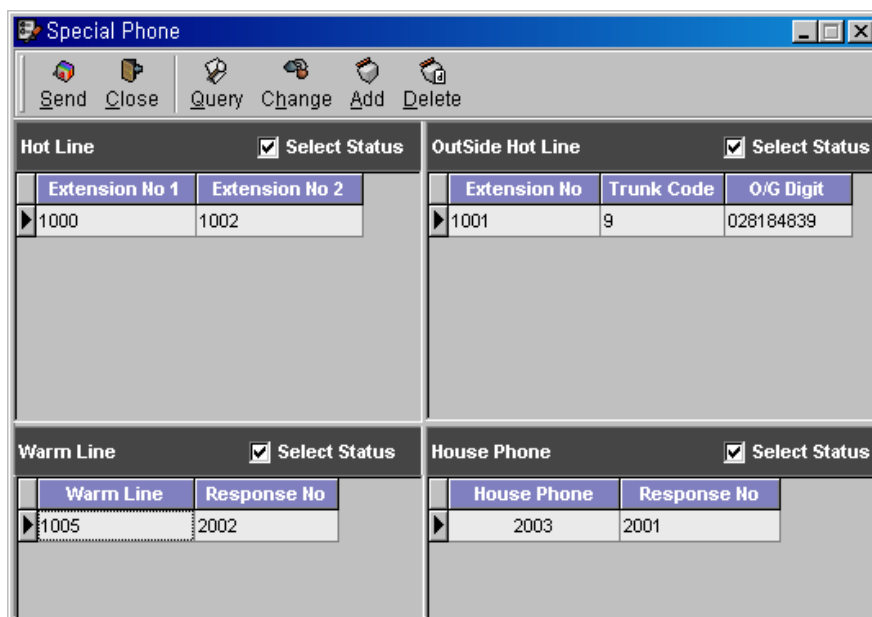 Special Phone
Send Close Query Change Add Delete
Hot Line Select Status
Extension No 1 Extension No 2
1000 1002
OutSide Hot Line Select Status
Extension No Trunk Code O/G Digit
1001 9 028184839
Warm Line Select Status
Warm Line Response No
1005 2002
House Phone Select Status
House Phone Response No
2003 2001